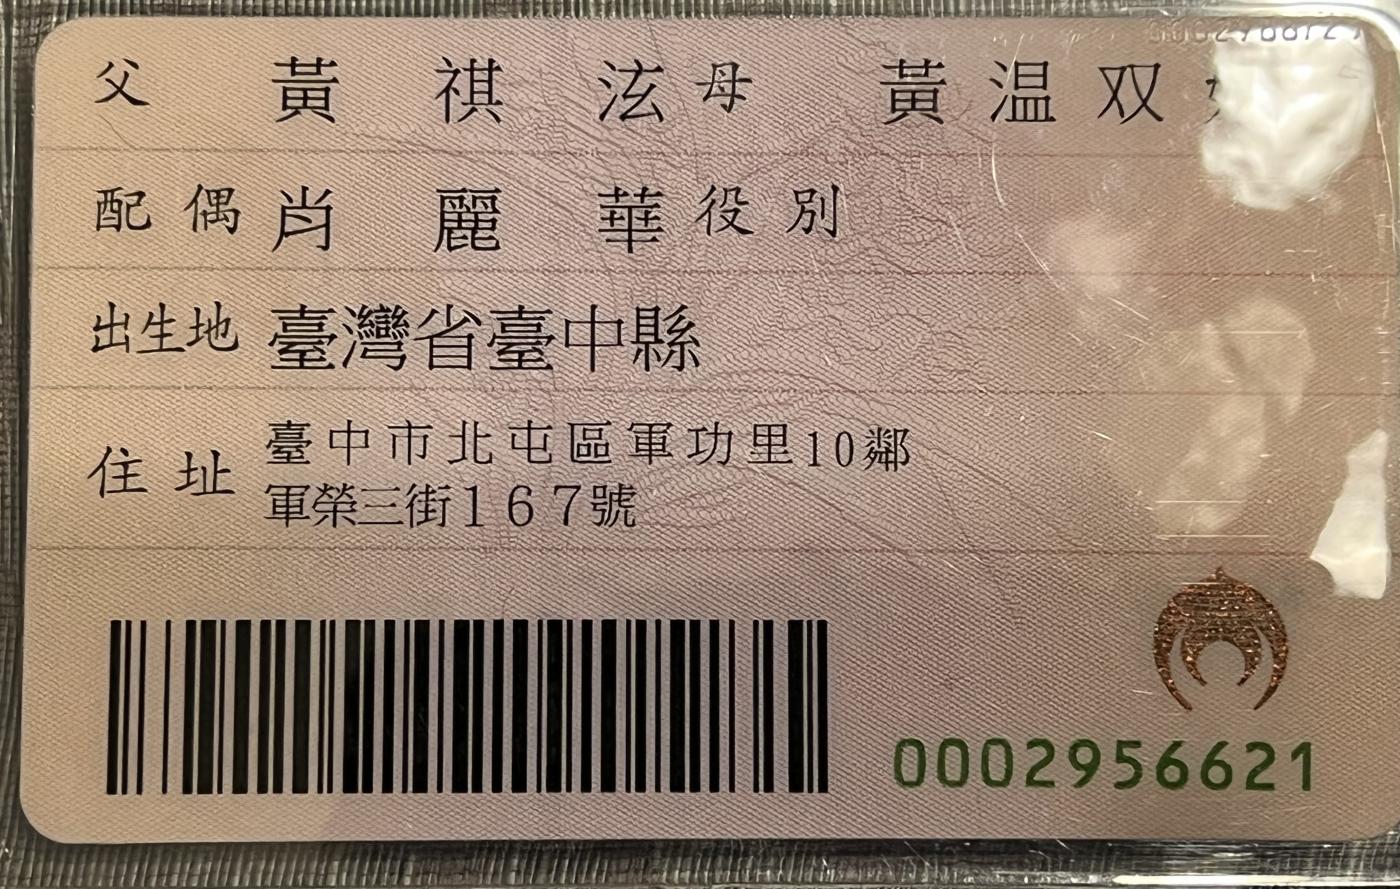 父 黃祺泫 母 黃温双
配偶 肖麗華 役別
出生地 臺灣省臺中縣
住址 臺中市北屯區軍功里10鄰
軍榮三街167號
0002956621